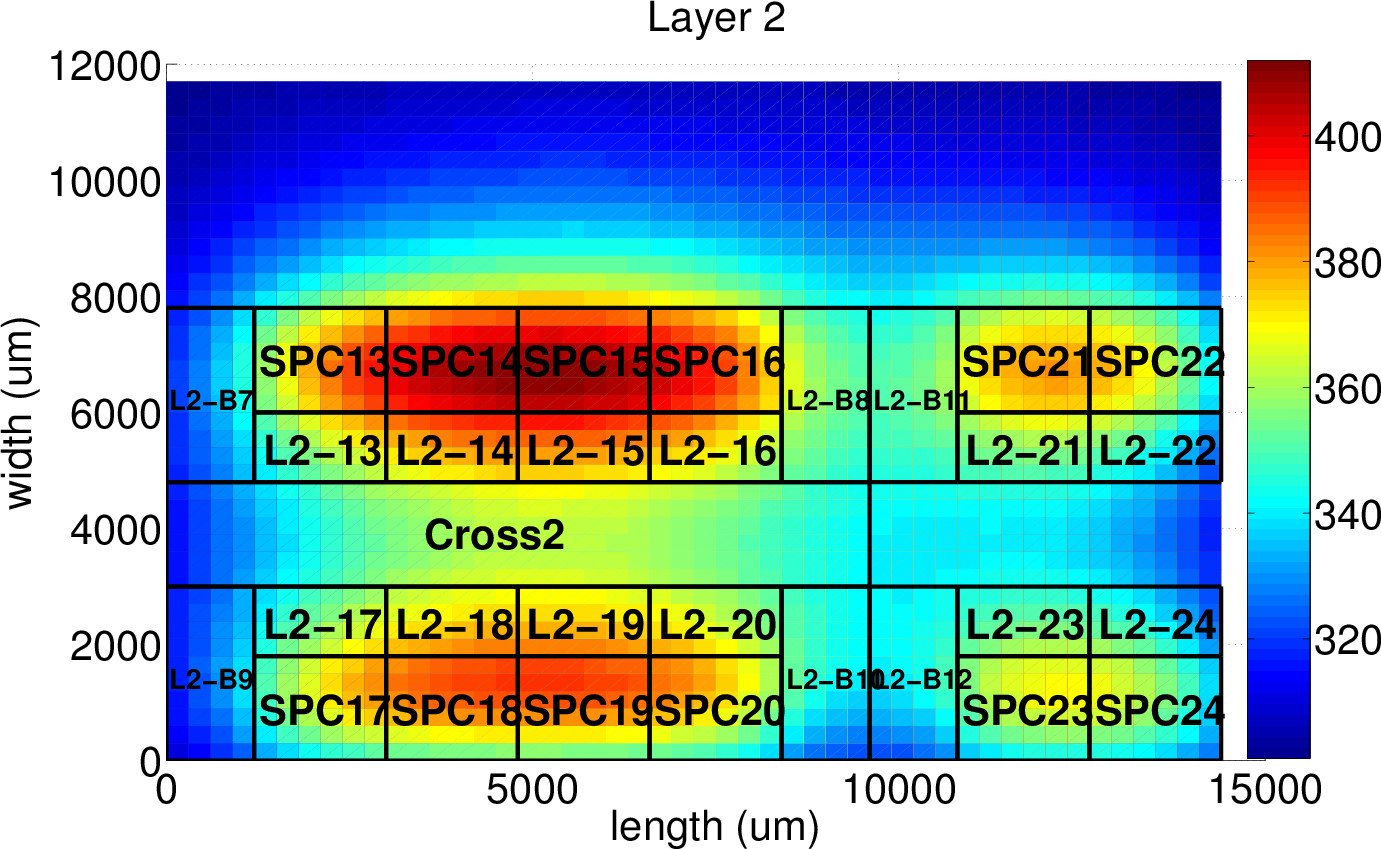 Layer 2
12000
10000
8000
6000
4000
2000
0
width (um)
SPC13 SPC14 SPC15 SPC16 SPC21 SPC22
L2−B7 L2−B8 L2−B11
L2−13 L2−14 L2−15 L2−16 L2−21 L2−22
Cross2
L2−17 L2−18 L2−19 L2−20 L2−23 L2−24
L2−B9 L2−B10 L2−B12
SPC17 SPC18 SPC19 SPC20 SPC23 SPC24
0 5000 10000 15000
length (um)
400
380
360
340
320